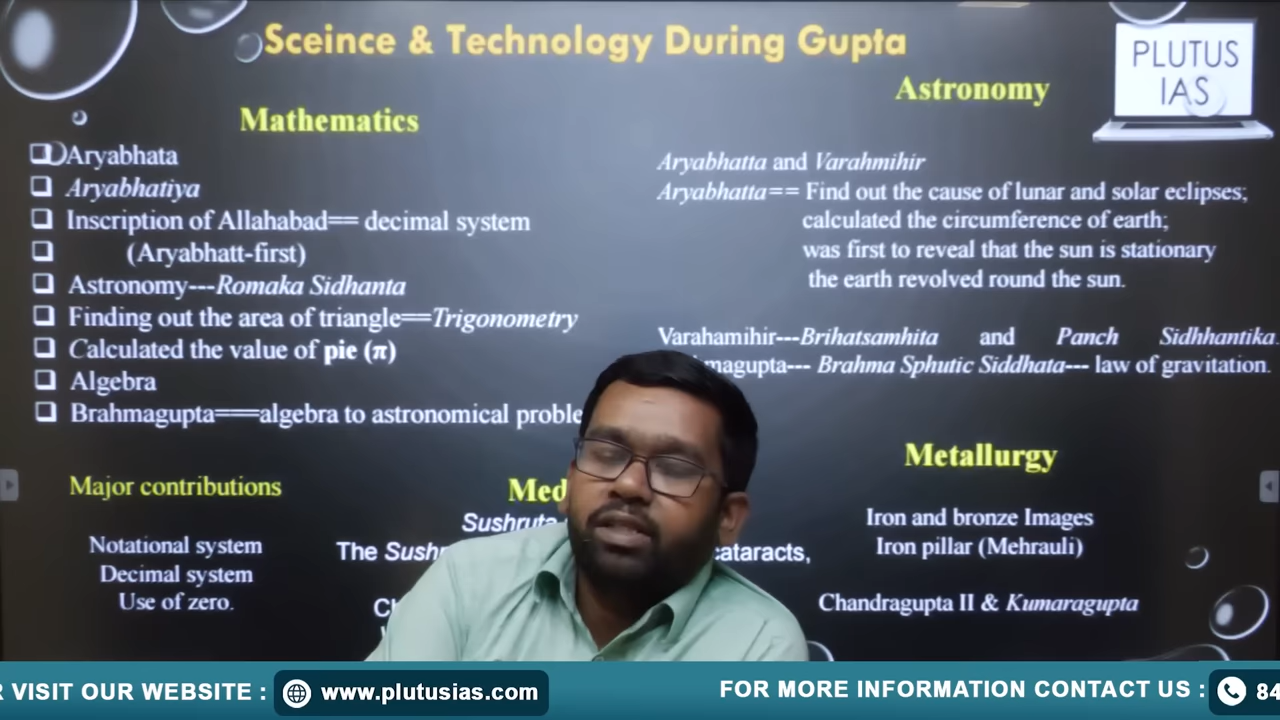 Sceince & Technology During Gupta
PLUTUS
IAS
Mathematics
Aryabhata
Aryabhatiya
Inscription of Allahabad== decimal system
(Aryabhatt-first)
Astronomy---Romaka Sidhanta
Finding out the area of triangle==Trigonometry
Calculated the value of pie (π)
Algebra
Brahmagupta===algebra to astronomical
Astronomy
Aryabhatta and Varahmihir
Aryabhatta== Find out the cause of lunar and solar eclipses;
calculated the circumference of earth;
was first to reveal that the sun is stationary
the earth revolved round the sun.
Varahamihir---Brihatsamhita and Panch Sidhhantika.
Brahma Sphutic Siddhata--- law of gravitation.
Major contributions
Notational system
Decimal system
Use of zero.
Sushruta
The
cataracts,
Metallurgy
Iron and bronze Images
Iron pillar (Mehrauli)
Chandragupta II & Kumaragupta
VISIT OUR WEBSITE : www.plutusias.com
FOR MORE INFORMATION CONTACT US : 84